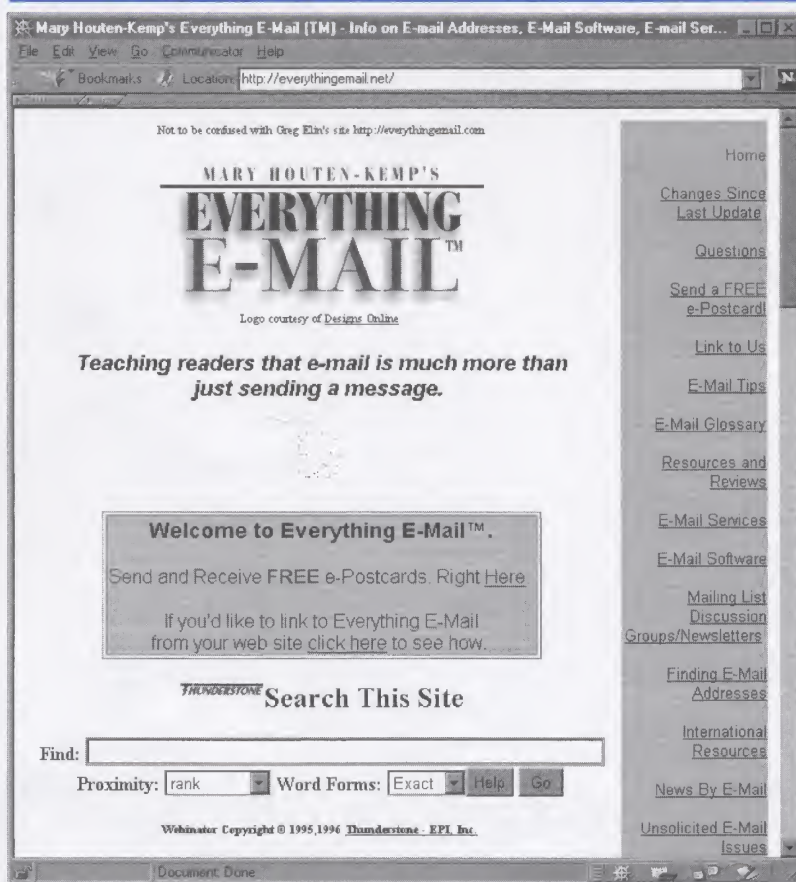 Mary Houten-Kemp's Everything E-Mail [TM] - Info on E-mail Addresses, E-Mail Software, E-mail Ser...
File Edit View Go Communicator Help
Bookmarks Location: http://everythingemail.net/
Not to be confused with Greg Elin's site http://everythingemail.com
MARY HOUTEN-KEMP'S
EVERYTHING
E-MAIL™
Logo courtesy of Designs Online
Teaching readers that e-mail is much more than
just sending a message.
Welcome to Everything E-Mail™.
Send and Receive FREE e-Postcards. Right Here
If you'd like to link to Everything E-Mail
from your web site click here to see how.
THUNDERSTONE Search This Site
Find:
Proximity: rank Word Forms: Exact Help Go
Webinator Copyright © 1995,1996 Thunderstone - EPI, Inc.
Home
Changes Since
Last Update
Questions
Send a FREE
e-Postcard!
Link to Us
E-Mail Tips
E-Mail Glossary
Resources and
Reviews
E-Mail Services
E-Mail Software
Mailing List
Discussion
Groups/Newsletters
Finding E-Mail
Addresses
International
Resources
News By E-Mail
Unsolicited E-Mail
Issues
Document: Done